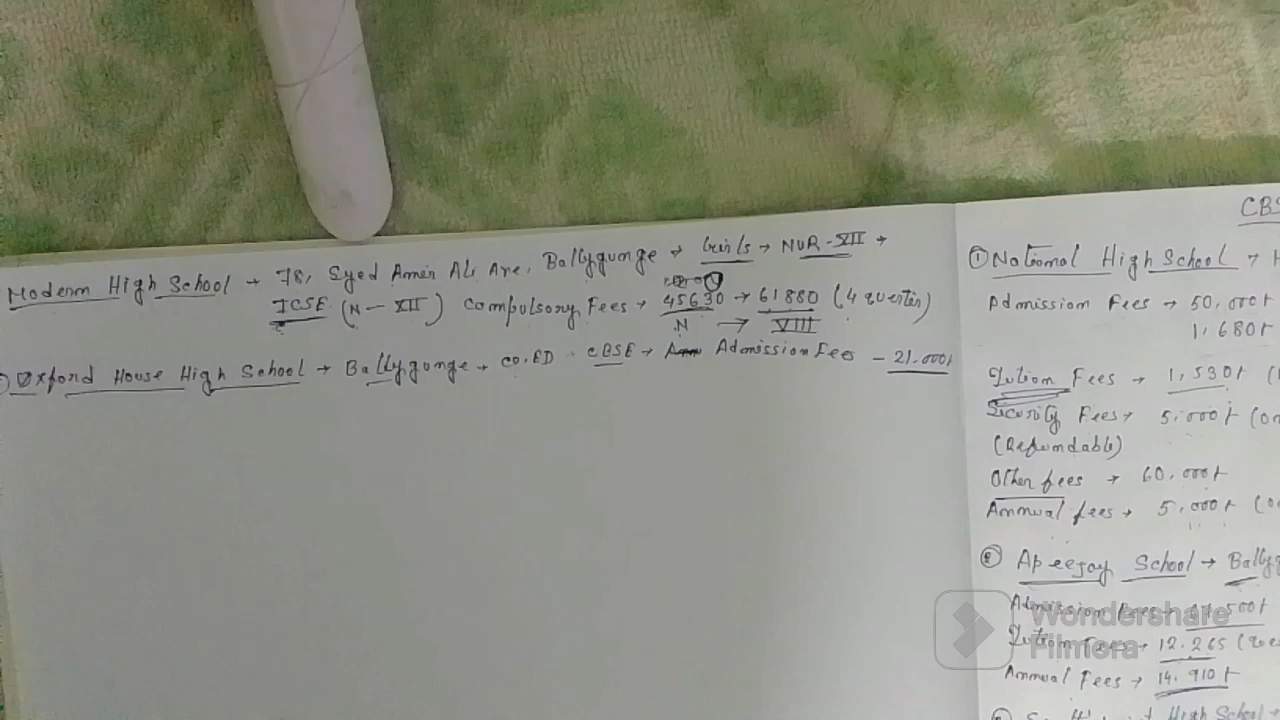 Modern High School → 78, Syed Amir Ali Ave, Ballygunge → Girls → NUR-XII →
ICSE. (N - XII) Compulsory Fees → 45630 → 61880 (4 quarter)
N → VIII
Oxford House High School → Ballygunge → CO.ED - CBSE → Admission Fees - 21.000/
CBS
① National High School → H
Admission Fees → 50,000/
1,680/
Tution Fees → 1,530/ (
Security Fees → 5,000/ (on
(Refundable)
Other fees → 60,000/
Annual fees → 5,000/ (
② Apeejay School → Bally
Admission Fees → 500/
Tution Fees → 12.265 (
Annual Fees → 14.910/
High School →
Wondershare
Filmora